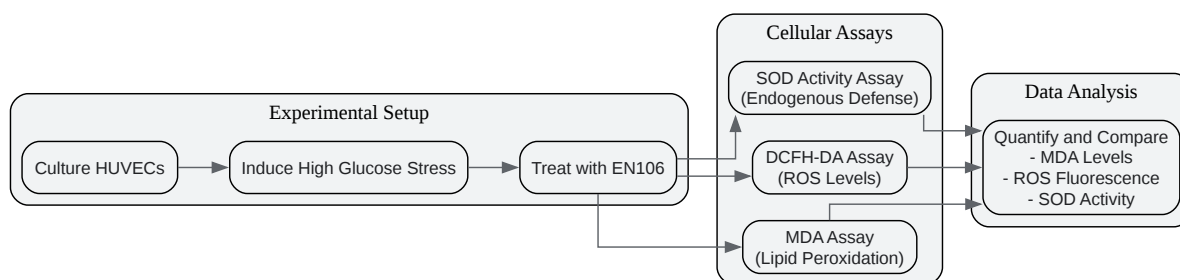 Experimental Setup
Culture HUVECs
Induce High Glucose Stress
Treat with EN106
Cellular Assays
SOD Activity Assay
(Endogenous Defense)
DCFH-DA Assay
(ROS Levels)
MDA Assay
(Lipid Peroxidation)
Data Analysis
Quantify and Compare
- MDA Levels
- ROS Fluorescence
- SOD Activity